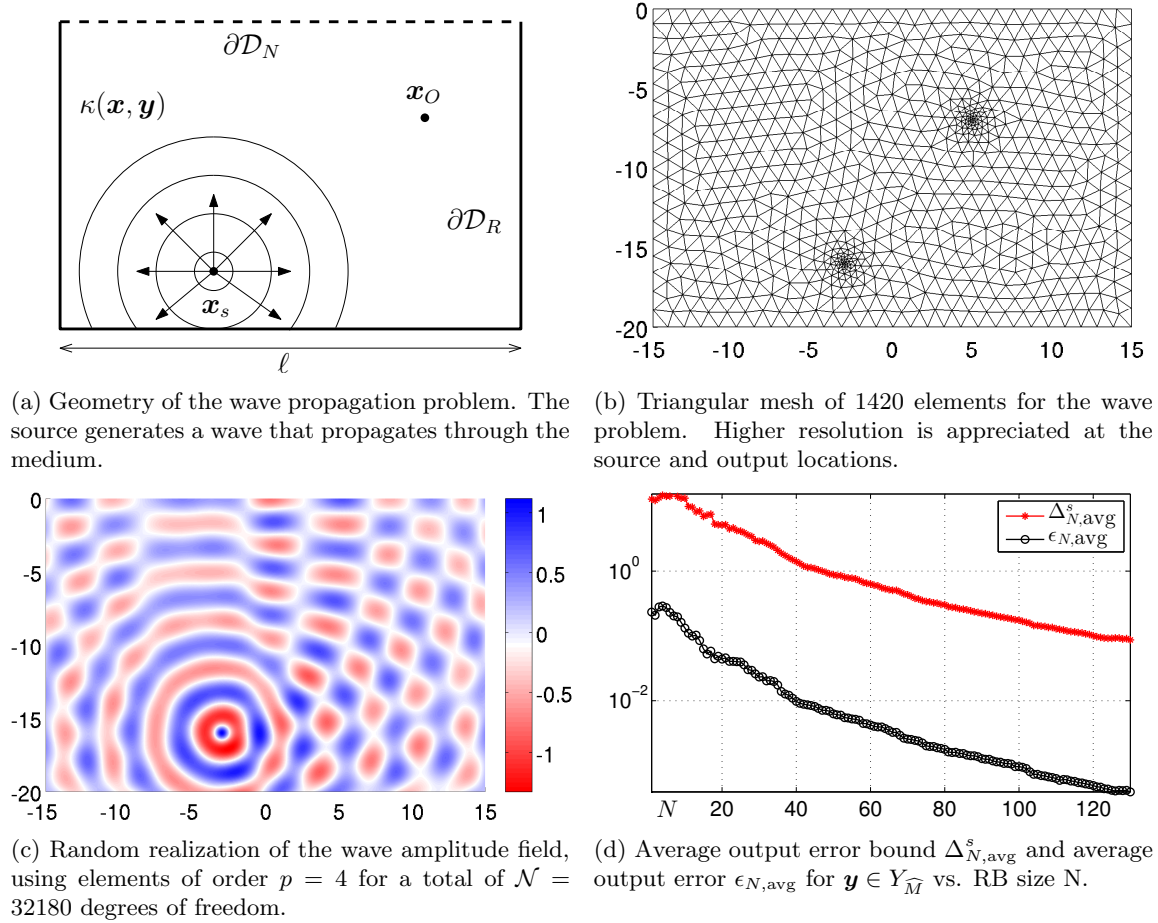 ∂𝒟_N
κ(𝒙, 𝒚)
𝒙_O
∂𝒟_R
𝒙_s
ℓ
0
-5
-10
-15
-20
-15 -10 -5 0 5 10 15
(a) Geometry of the wave propagation problem. The
source generates a wave that propagates through the
medium.
(b) Triangular mesh of 1420 elements for the wave
problem. Higher resolution is appreciated at the
source and output locations.
0
-5
-10
-15
-20
-15 -10 -5 0 5 10 15
1
0.5
0
-0.5
-1
Δ^s_{N,avg}
ϵ_{N,avg}
10^0
10^{−2}
N 20 40 60 80 100 120
(c) Random realization of the wave amplitude field,
using elements of order p = 4 for a total of 𝒩 =
32180 degrees of freedom.
(d) Average output error bound Δ^s_{N,avg} and average
output error ϵ_{N,avg} for 𝒚 ∈ Y_{\widehat{M}} vs. RB size N.